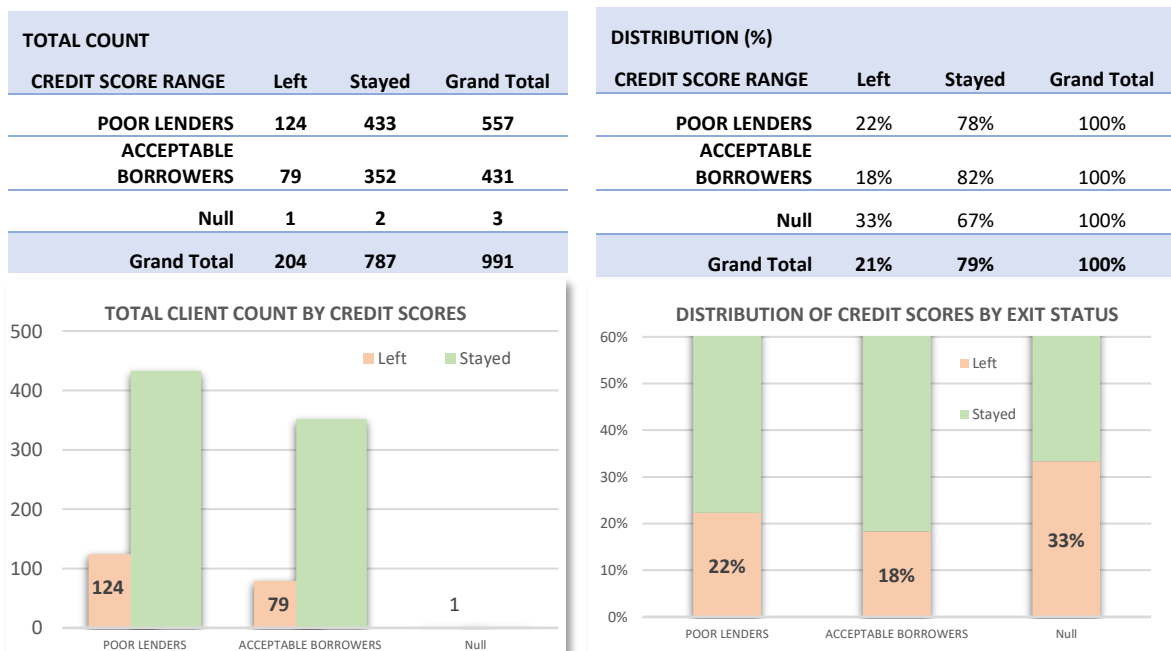 TOTAL COUNT
CREDIT SCORE RANGE Left Stayed Grand Total
POOR LENDERS 124 433 557
ACCEPTABLE
BORROWERS 79 352 431
Null 1 2 3
Grand Total 204 787 991
DISTRIBUTION (%)
CREDIT SCORE RANGE Left Stayed Grand Total
POOR LENDERS 22% 78% 100%
ACCEPTABLE
BORROWERS 18% 82% 100%
Null 33% 67% 100%
Grand Total 21% 79% 100%
TOTAL CLIENT COUNT BY CREDIT SCORES
500
Left Stayed
400
300
200
100
124
79
1
0
POOR LENDERS ACCEPTABLE BORROWERS Null
DISTRIBUTION OF CREDIT SCORES BY EXIT STATUS
60%
Left
50%
Stayed
40%
30%
20%
33%
22%
18%
10%
0%
POOR LENDERS ACCEPTABLE BORROWERS Null